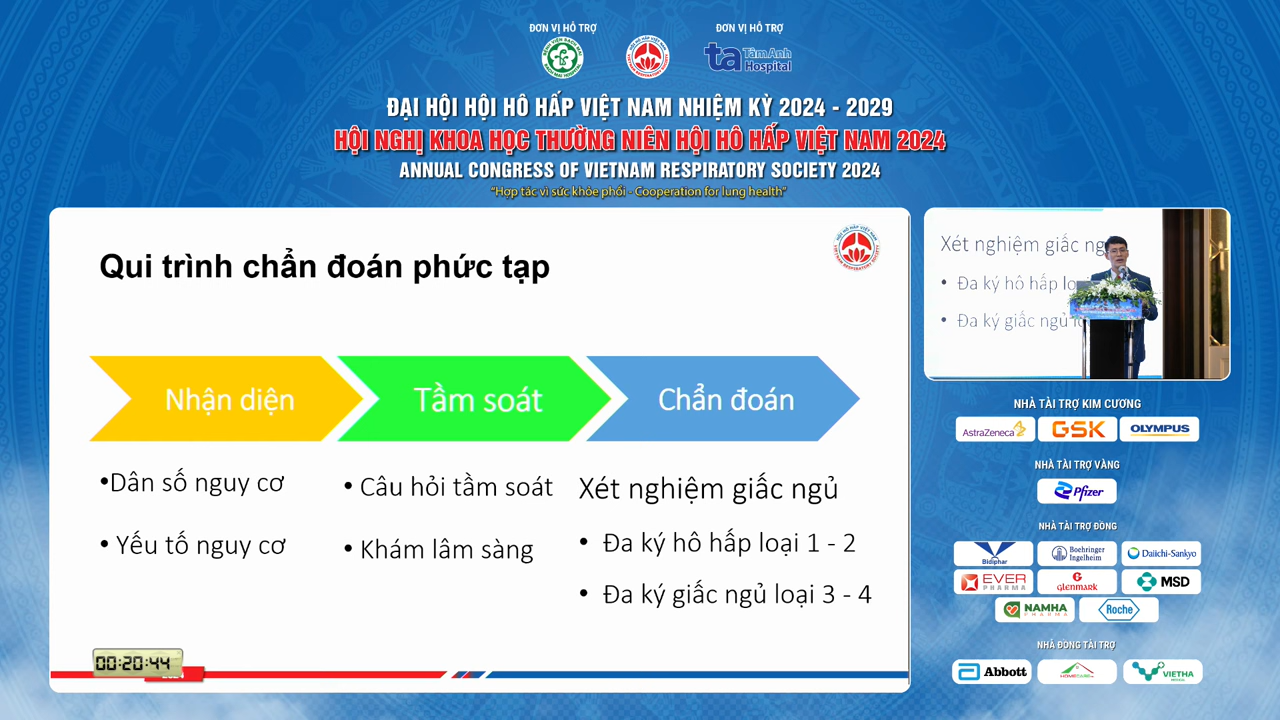 ĐƠN VỊ HỖ TRỢ
ĐƠN VỊ HỖ TRỢ
TâmAnh
Hospital
ĐẠI HỘI HỘI HÔ HẤP VIỆT NAM NHIỆM KỲ 2024 - 2029
HỘI NGHỊ KHOA HỌC THƯỜNG NIÊN HỘI HÔ HẤP VIỆT NAM 2024
ANNUAL CONGRESS OF VIETNAM RESPIRATORY SOCIETY 2024
"Hợp tác vì sức khỏe phổi - Cooperation for lung health"
Qui trình chẩn đoán phức tạp
Nhận diện
Tầm soát
Chẩn đoán
•Dân số nguy cơ
• Yếu tố nguy cơ
• Câu hỏi tầm soát
• Khám lâm sàng
Xét nghiệm giấc ngủ
• Đa ký hô hấp loại 1 - 2
• Đa ký giấc ngủ loại 3 - 4
00:20:44
Xét nghiệm giấc ng
• Đa ký hô hấp lo
• Đa ký giấc ngủ
NHÀ TÀI TRỢ KIM CƯƠNG
AstraZeneca
GSK
OLYMPUS
NHÀ TÀI TRỢ VÀNG
Pfizer
NHÀ TÀI TRỢ ĐỒNG
Bidiphar
Boehringer
Ingelheim
Daiichi-Sankyo
EVER
PHARMA
GLENMARK
MSD
NAMHA
PHARMA
Roche
NHÀ ĐỒNG TÀI TRỢ
Abbott
HOMECARE
VIETHA
MEDICAL